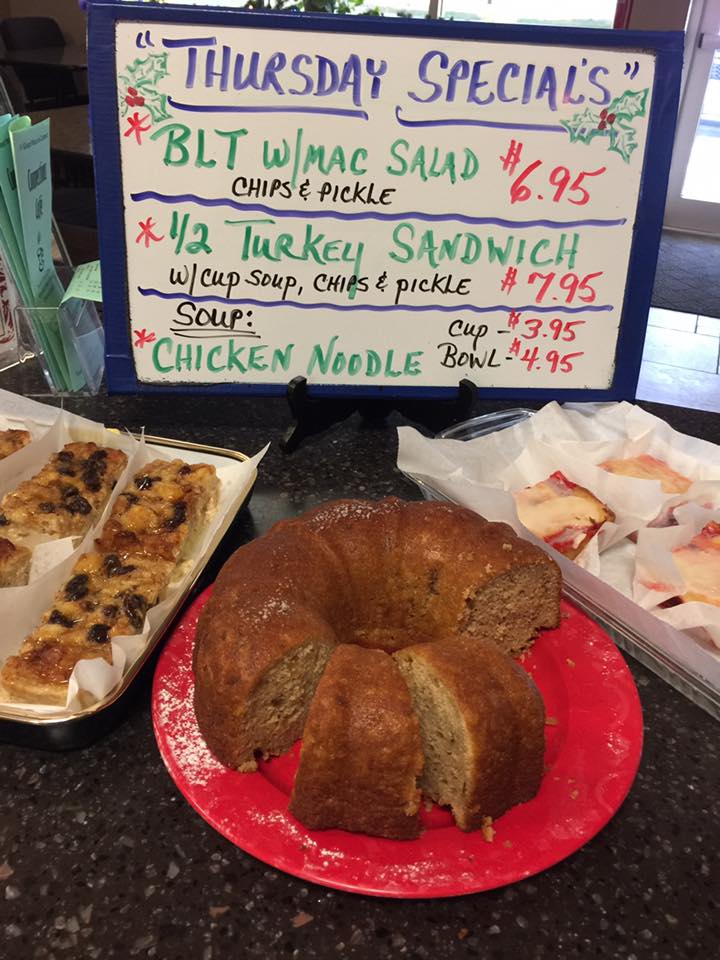 "THURSDAY SPECIAL'S"
* BLT W/MAC SALAD $6.95
CHIPS & PICKLE
* 1/2 TURKEY SANDWICH
W/CUP SOUP, CHIPS & PICKLE $7.95
SOUP: CUP - $3.95
* CHICKEN NOODLE BOWL - $4.95